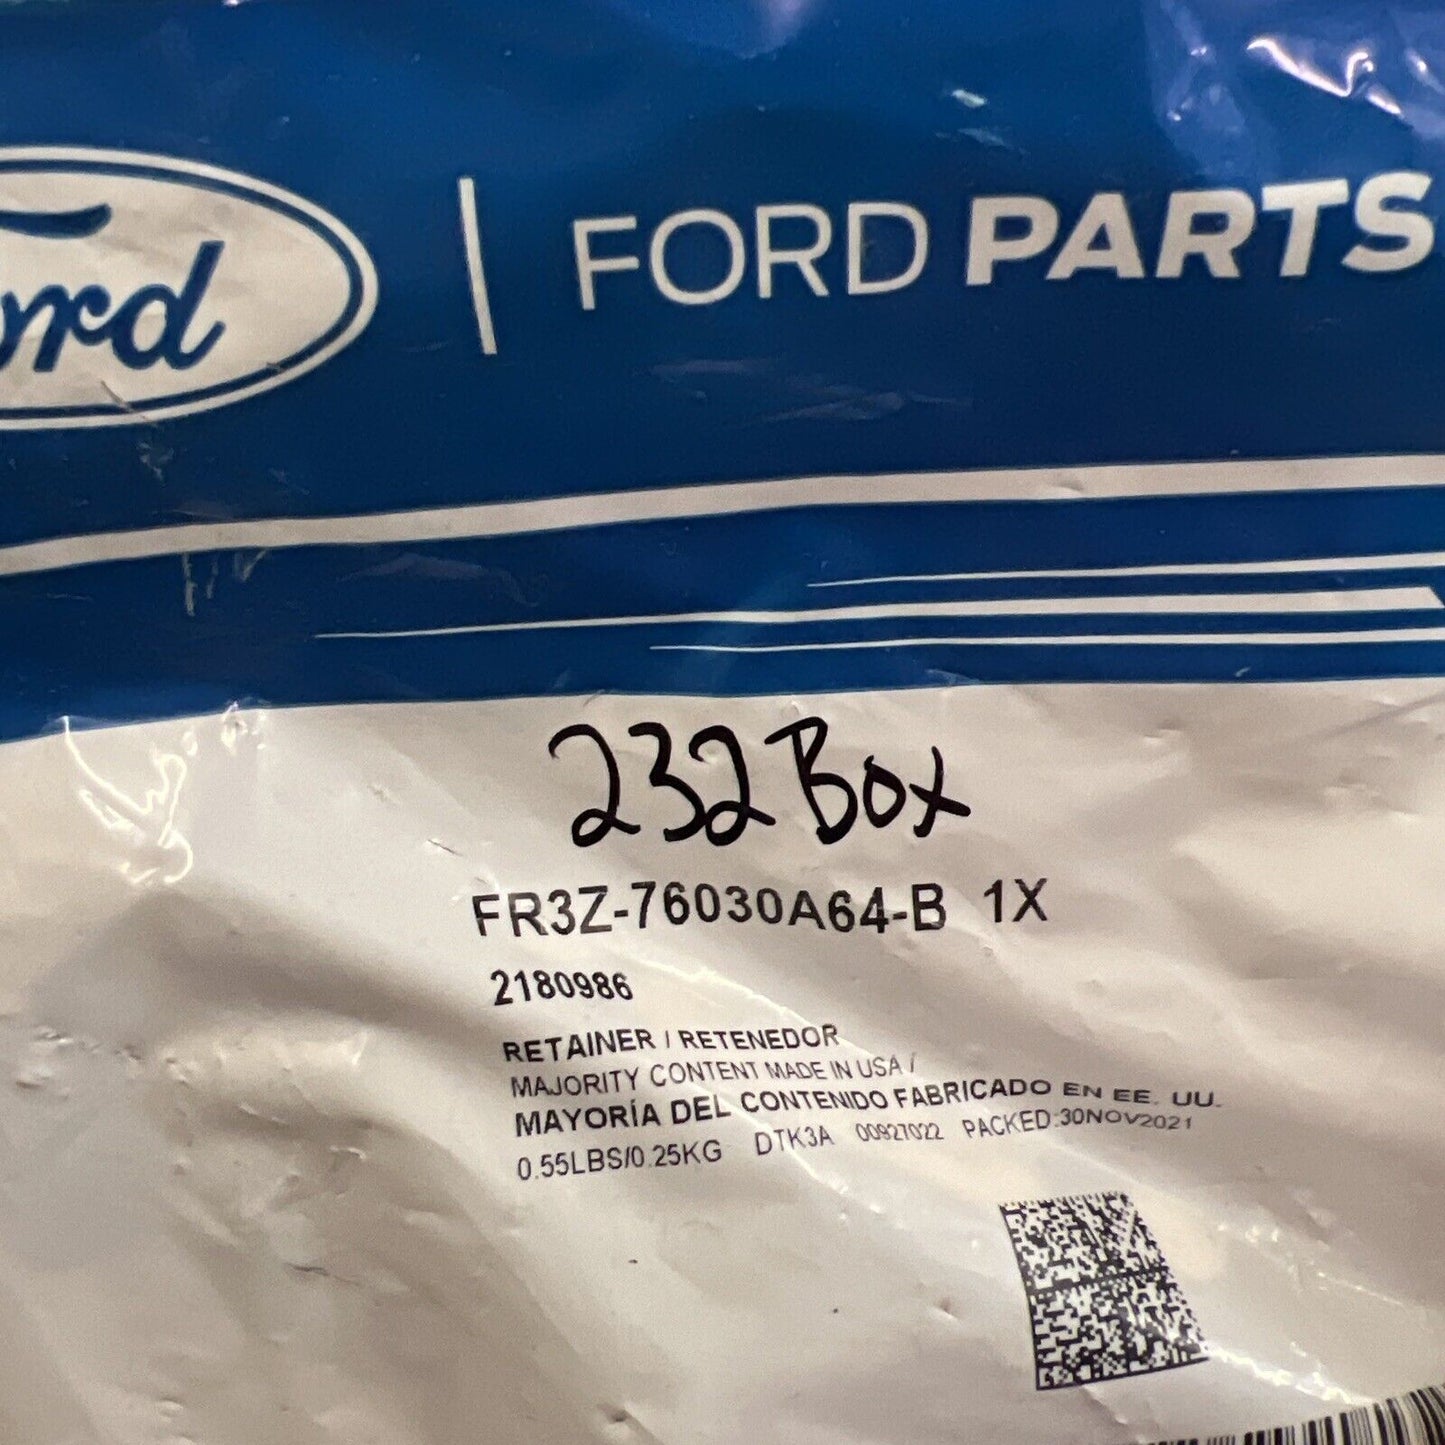 Ford | FORD PARTS
232 Box
FR3Z-76030A64-B 1X
2180986
RETAINER / RETENEDOR
MAJORITY CONTENT MADE IN USA /
MAYORÍA DEL CONTENIDO FABRICADO EN EE. UU.
0.55LBS/0.25KG DTK3A 00927022 PACKED:30NOV2021